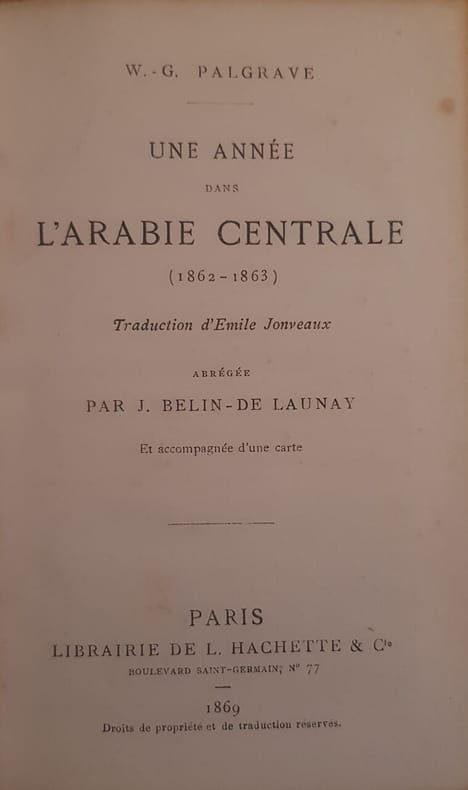 W.-G. PALGRAVE
UNE ANNÉE
DANS
L'ARABIE CENTRALE
(1862-1863)
Traduction d'Emile Jonveaux
ABRÉGÉE
PAR J. BELIN-DE LAUNAY
Et accompagnée d'une carte
PARIS
LIBRAIRIE DE L. HACHETTE & Cie
BOULEVARD SAINT-GERMAIN, N° 77
1869
Droits de propriété et de traduction réservés.